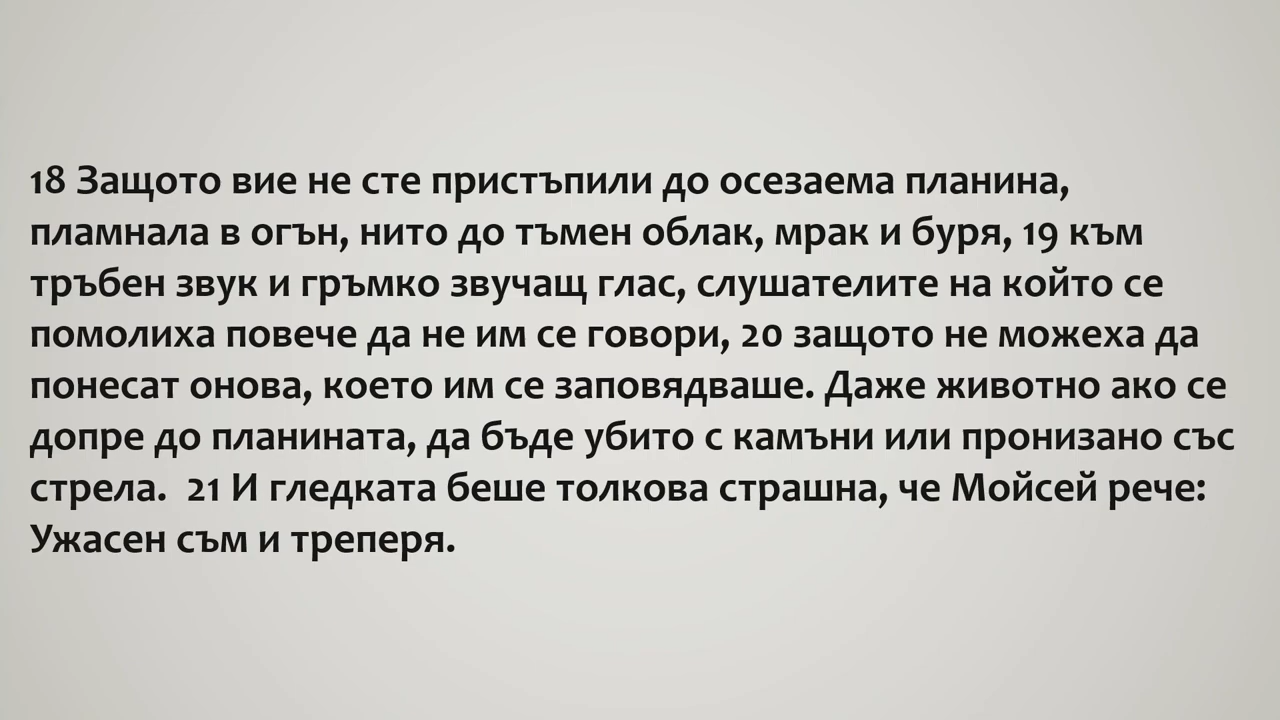 18 Защото вие не сте пристъпили до осезаема планина,
пламнала в огън, нито до тъмен облак, мрак и буря, 19 към
тръбен звук и гръмко звучащ глас, слушателите на който се
помолиха повече да не им се говори, 20 защото не можеха да
понесат онова, което им се заповядваше. Даже животно ако се
допре до планината, да бъде убито с камъни или пронизано със
стрела.  21 И гледката беше толкова страшна, че Мойсей рече:
Ужасен съм и треперя.